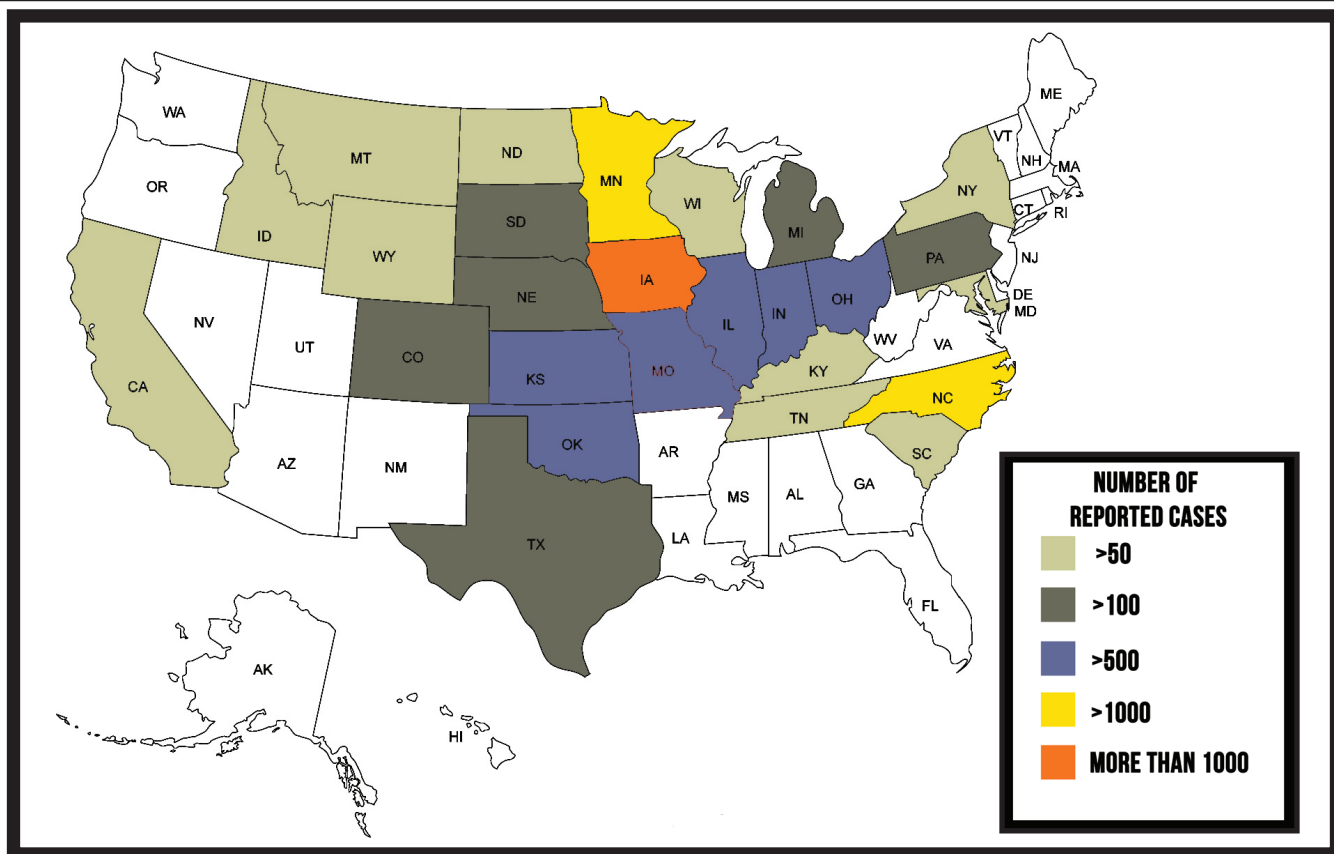 WA
OR
CA
NV
ID
MT
WY
UT
AZ
CO
NM
ND
SD
NE
KS
OK
TX
MN
IA
MO
AR
LA
WI
IL
MI
IN
OH
KY
TN
MS
AL
GA
FL
SC
NC
VA
WV
PA
NY
VT
NH
ME
MA
CT
RI
NJ
DE
MD
AK
HI
NUMBER OF
REPORTED CASES
>50
>100
>500
>1000
MORE THAN 1000